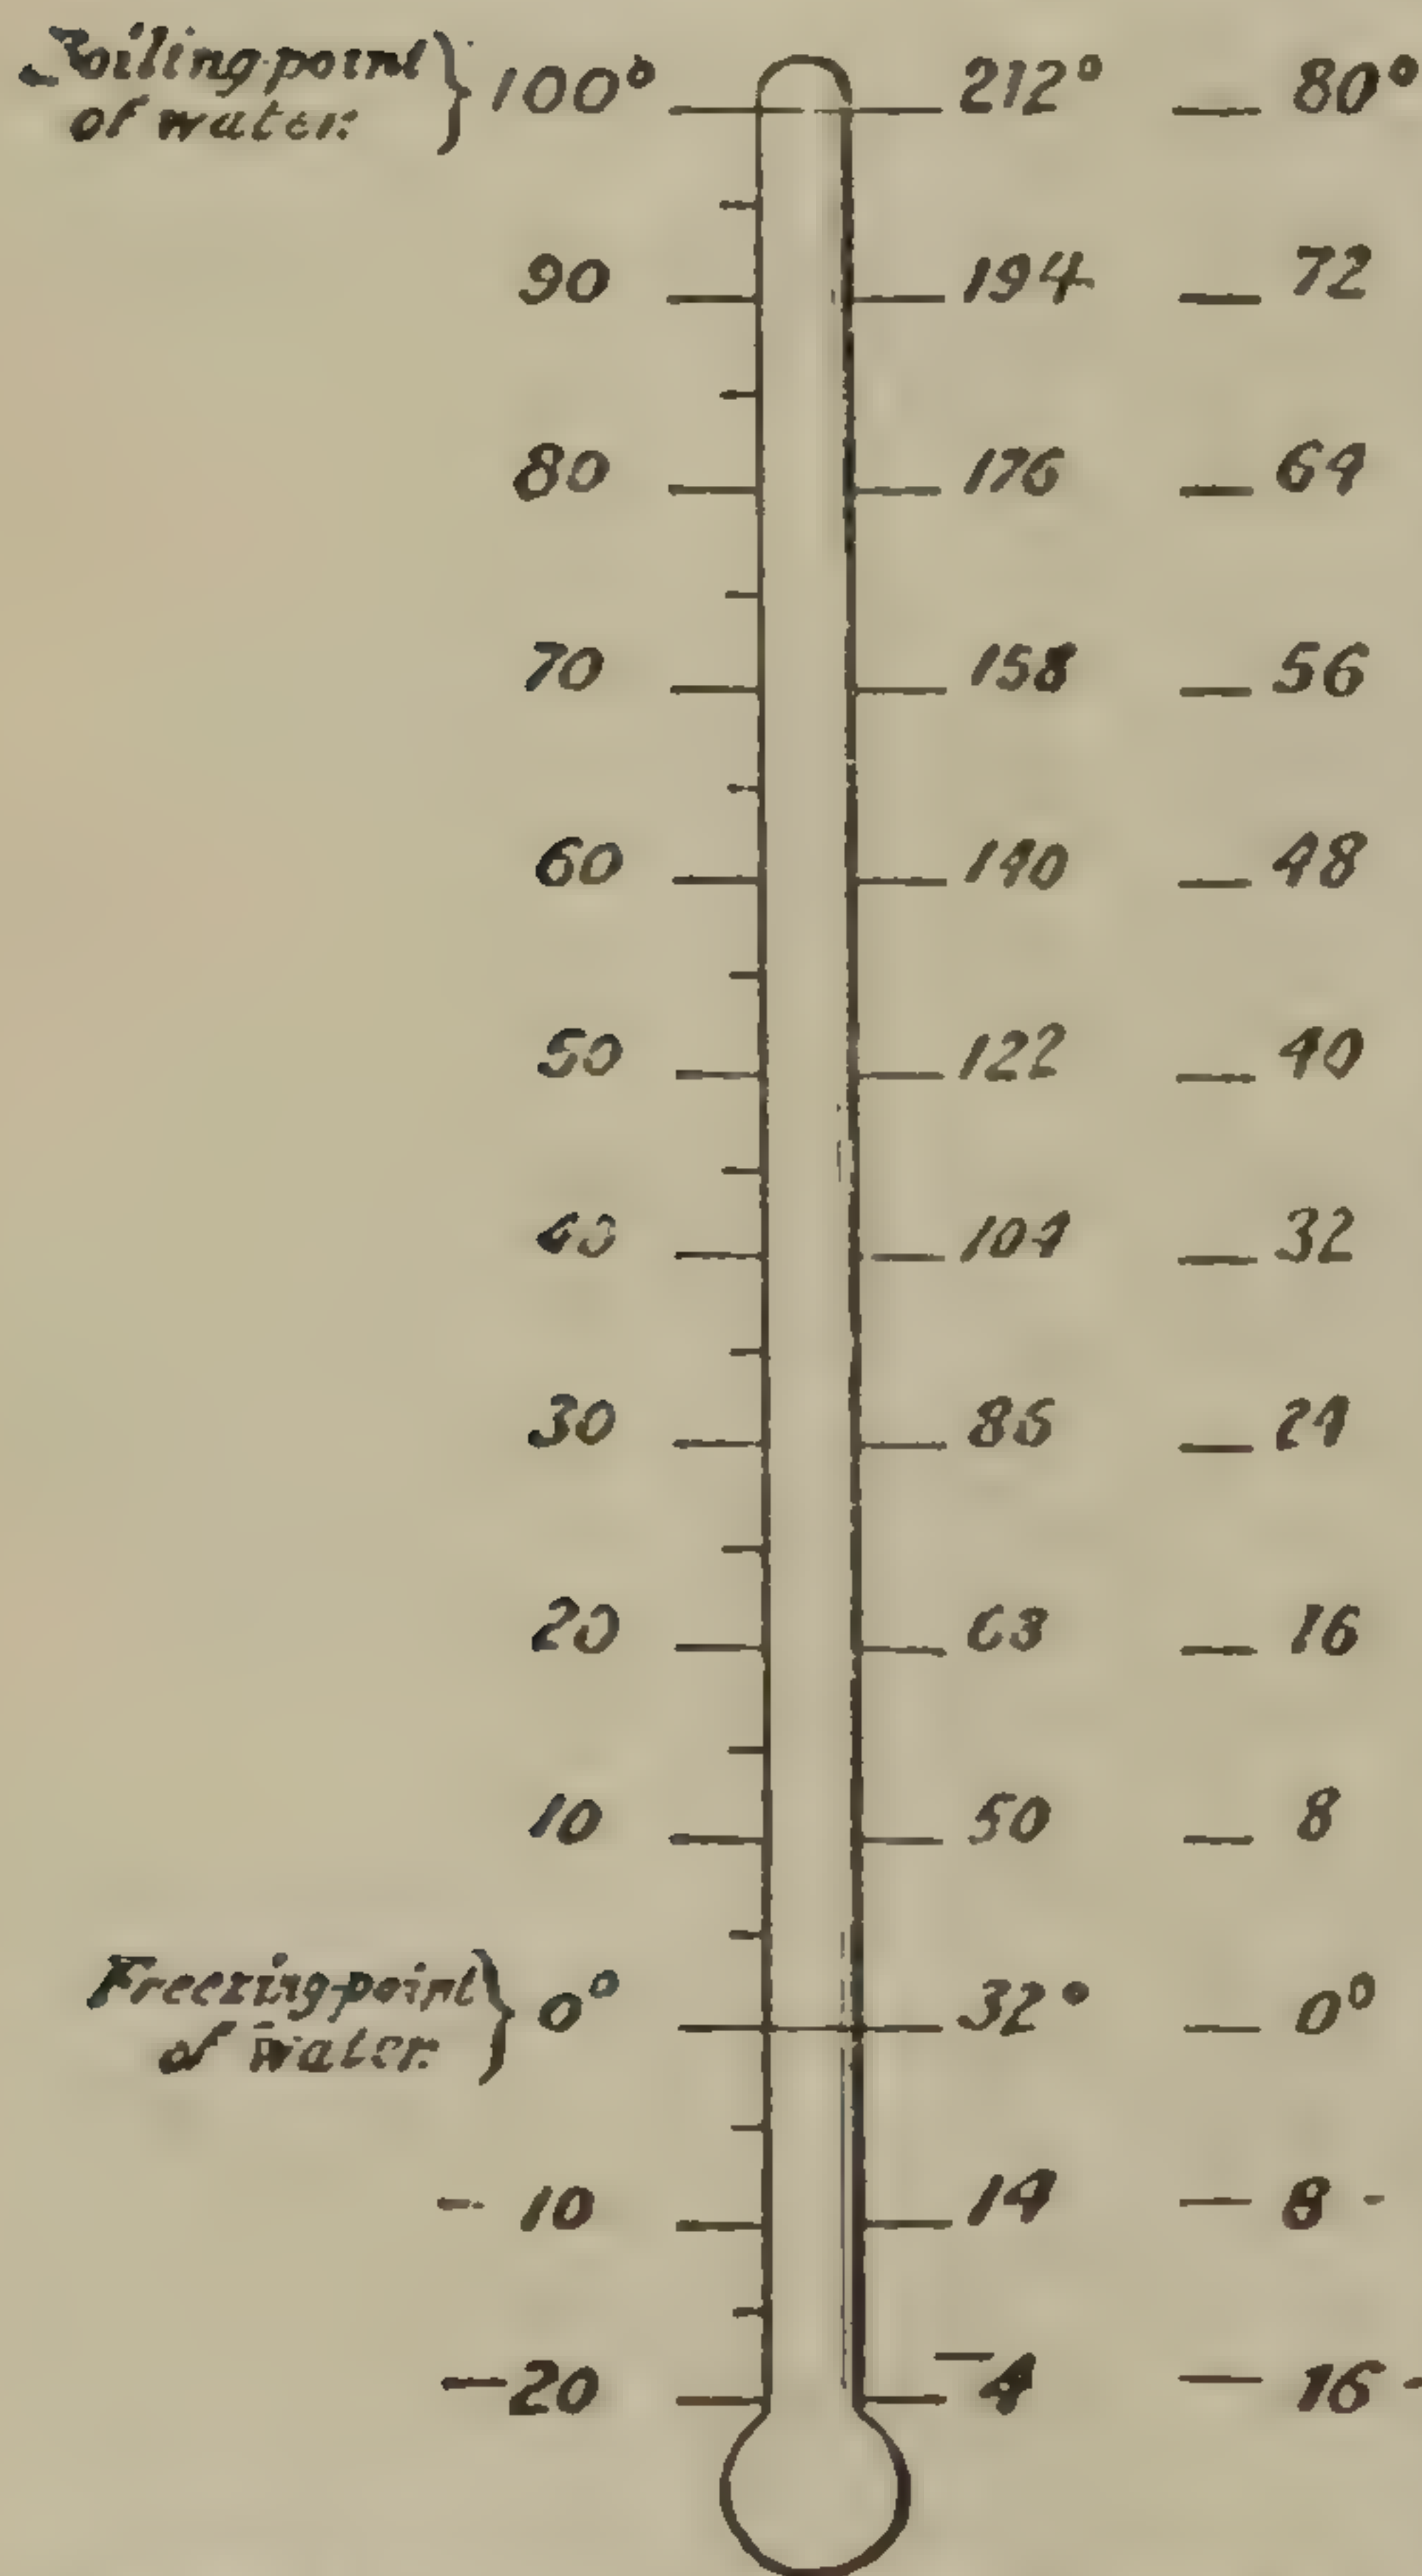 Boiling-point
of water.
100° 212° 80°
90 194 72
80 176 64
70 158 56
60 140 48
50 122 40
40 104 32
30 86 24
20 68 16
10 50 8
Freezing-point
of water.
0° 32° 0°
- 10 14 8 -
-20 -4 16 -